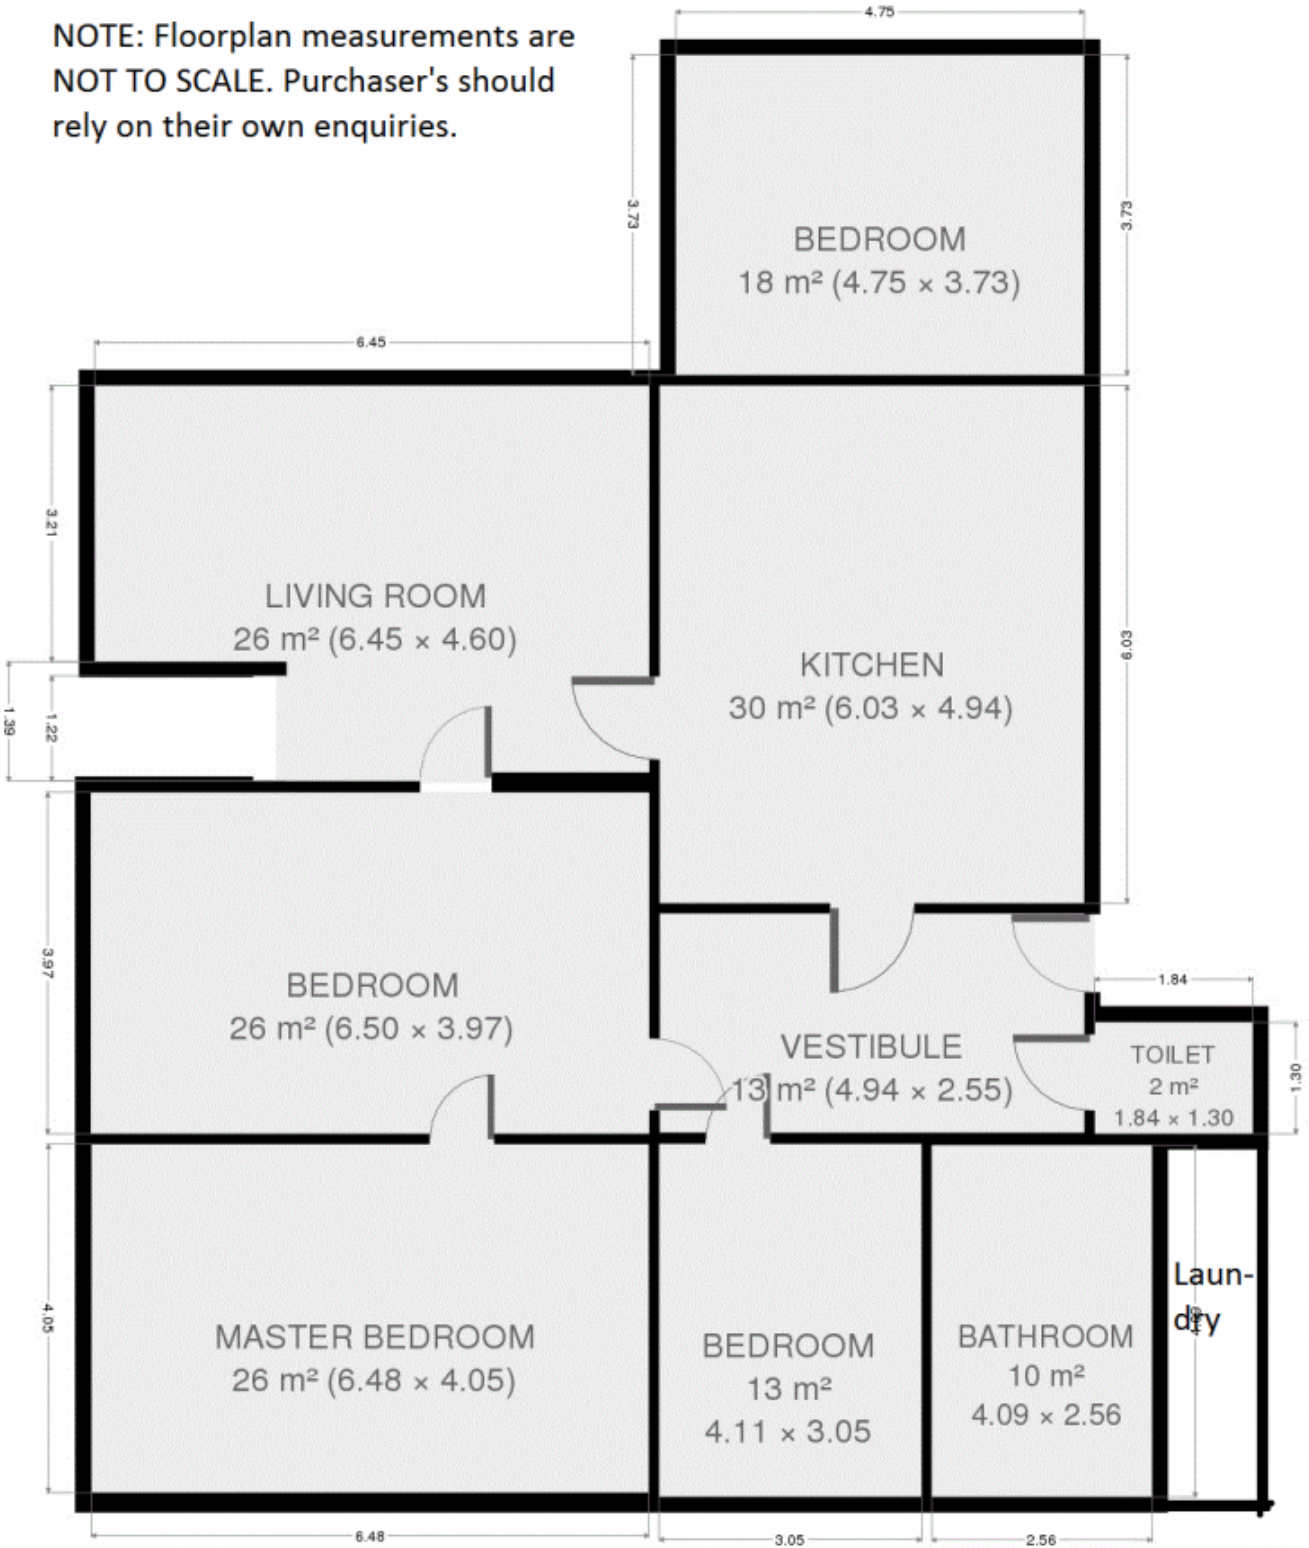 NOTE: Floorplan measurements are
NOT TO SCALE. Purchaser's should
rely on their own enquiries.
4.75
3.73
3.73
BEDROOM
18 m² (4.75 × 3.73)
6.45
3.21
LIVING ROOM
26 m² (6.45 × 4.60)
6.03
KITCHEN
30 m² (6.03 × 4.94)
1.39
1.22
3.97
BEDROOM
26 m² (6.50 × 3.97)
VESTIBULE
13 m² (4.94 × 2.55)
1.84
TOILET
2 m²
1.84 × 1.30
1.30
4.05
MASTER BEDROOM
26 m² (6.48 × 4.05)
BEDROOM
13 m²
4.11 × 3.05
BATHROOM
10 m²
4.09 × 2.56
Laun-
dry
6.48
3.05
2.56